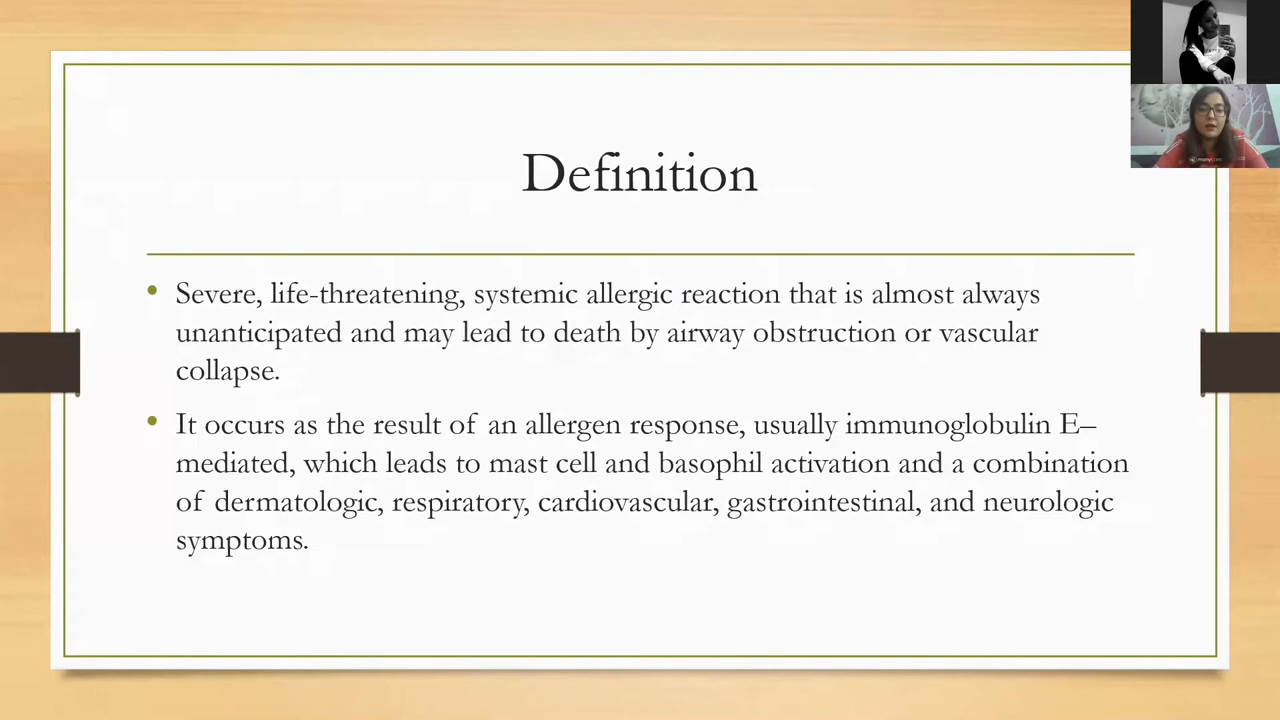 Definition
• Severe, life-threatening, systemic allergic reaction that is almost always
unanticipated and may lead to death by airway obstruction or vascular
collapse.
• It occurs as the result of an allergen response, usually immunoglobulin E–
mediated, which leads to mast cell and basophil activation and a combination
of dermatologic, respiratory, cardiovascular, gastrointestinal, and neurologic
symptoms.